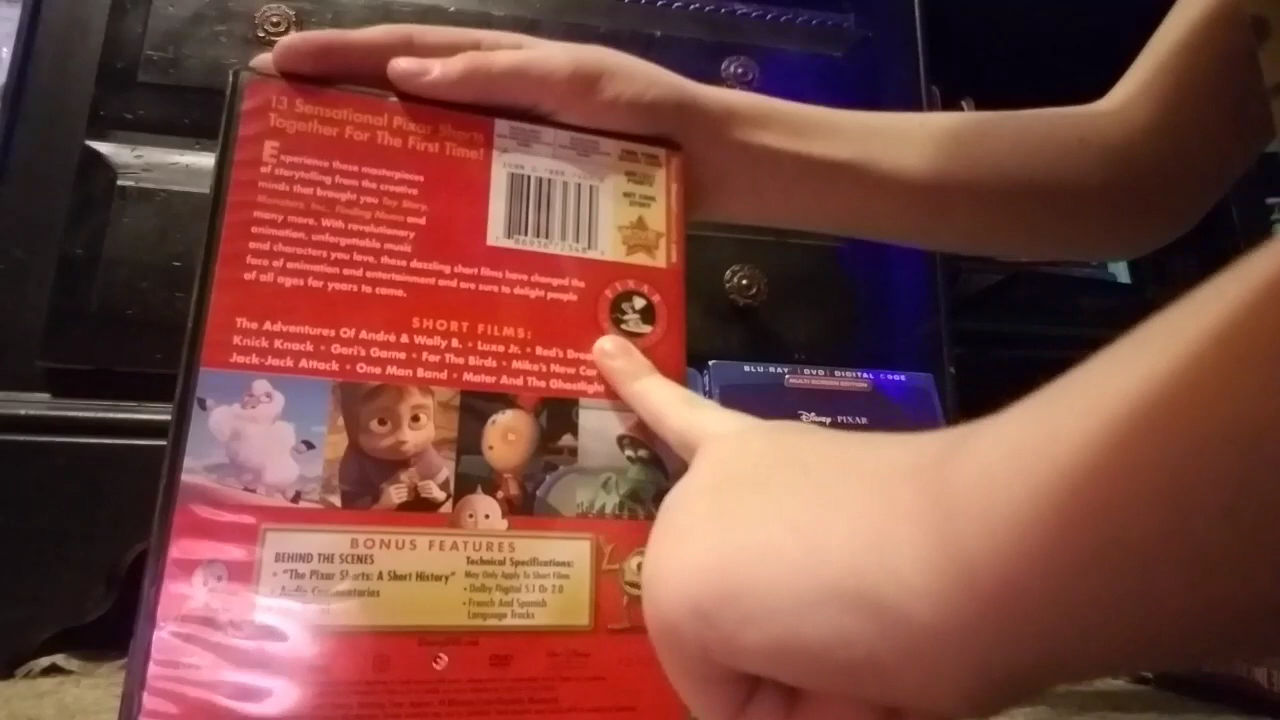 13 Sensational Pixar Shorts
Together For The First Time!
Experience these masterpieces
of storytelling from the creative
minds that brought you Toy Story,
Monsters, Inc., Finding Nemo and
many more. With revolutionary
animation, unforgettable music
and characters you love, these dazzling short films have changed the
face of animation and entertainment and are sure to delight people
of all ages for years to come.
PIXAR
SHORT FILMS:
The Adventures Of André & Wally B. • Luxo Jr. • Red's
Knick Knack • Geri's Game • For The Birds • Mike's New Car
Jack-Jack Attack • One Man Band • Mater And The Ghostlight
BONUS FEATURES
BEHIND THE SCENES
• "The Pixar Shorts: A Short History"
• Audio Commentaries
Technical Specifications:
May Only Apply To Short Films
• Dolby Digital 5.1 Or 2.0
• French And Spanish
Language Tracks
BLU-RAY DVD DIGITAL CODE
MULTI-SCREEN EDITION
Disney PIXAR